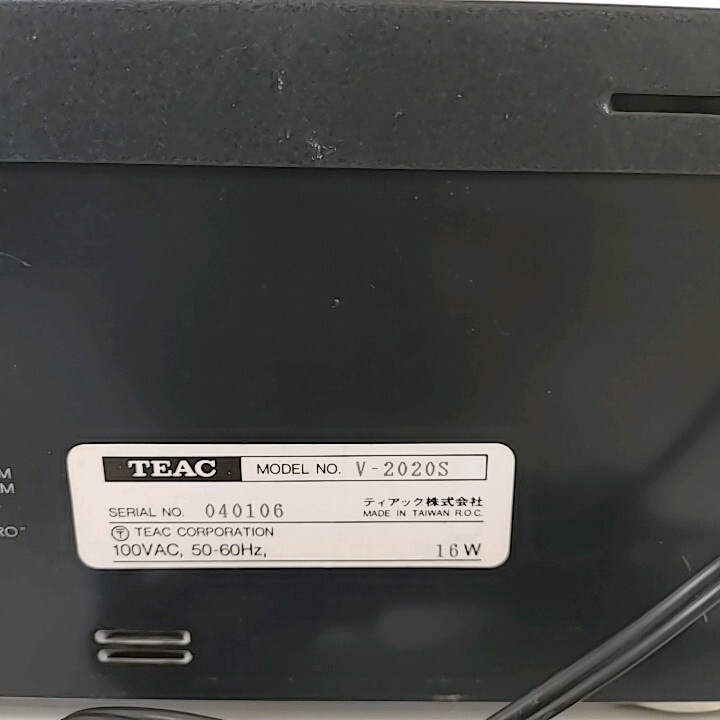 TEAC MODEL NO. V-2020S
SERIAL NO. 040106
ティアック株式会社
MADE IN TAIWAN R.O.C.
TEAC CORPORATION
100VAC, 50-60Hz, 16W